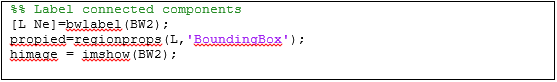 %% Label connected components
[L Ne]=bwlabel(BW2);
propied=regionprops(L,'BoundingBox');
himage = imshow(BW2);